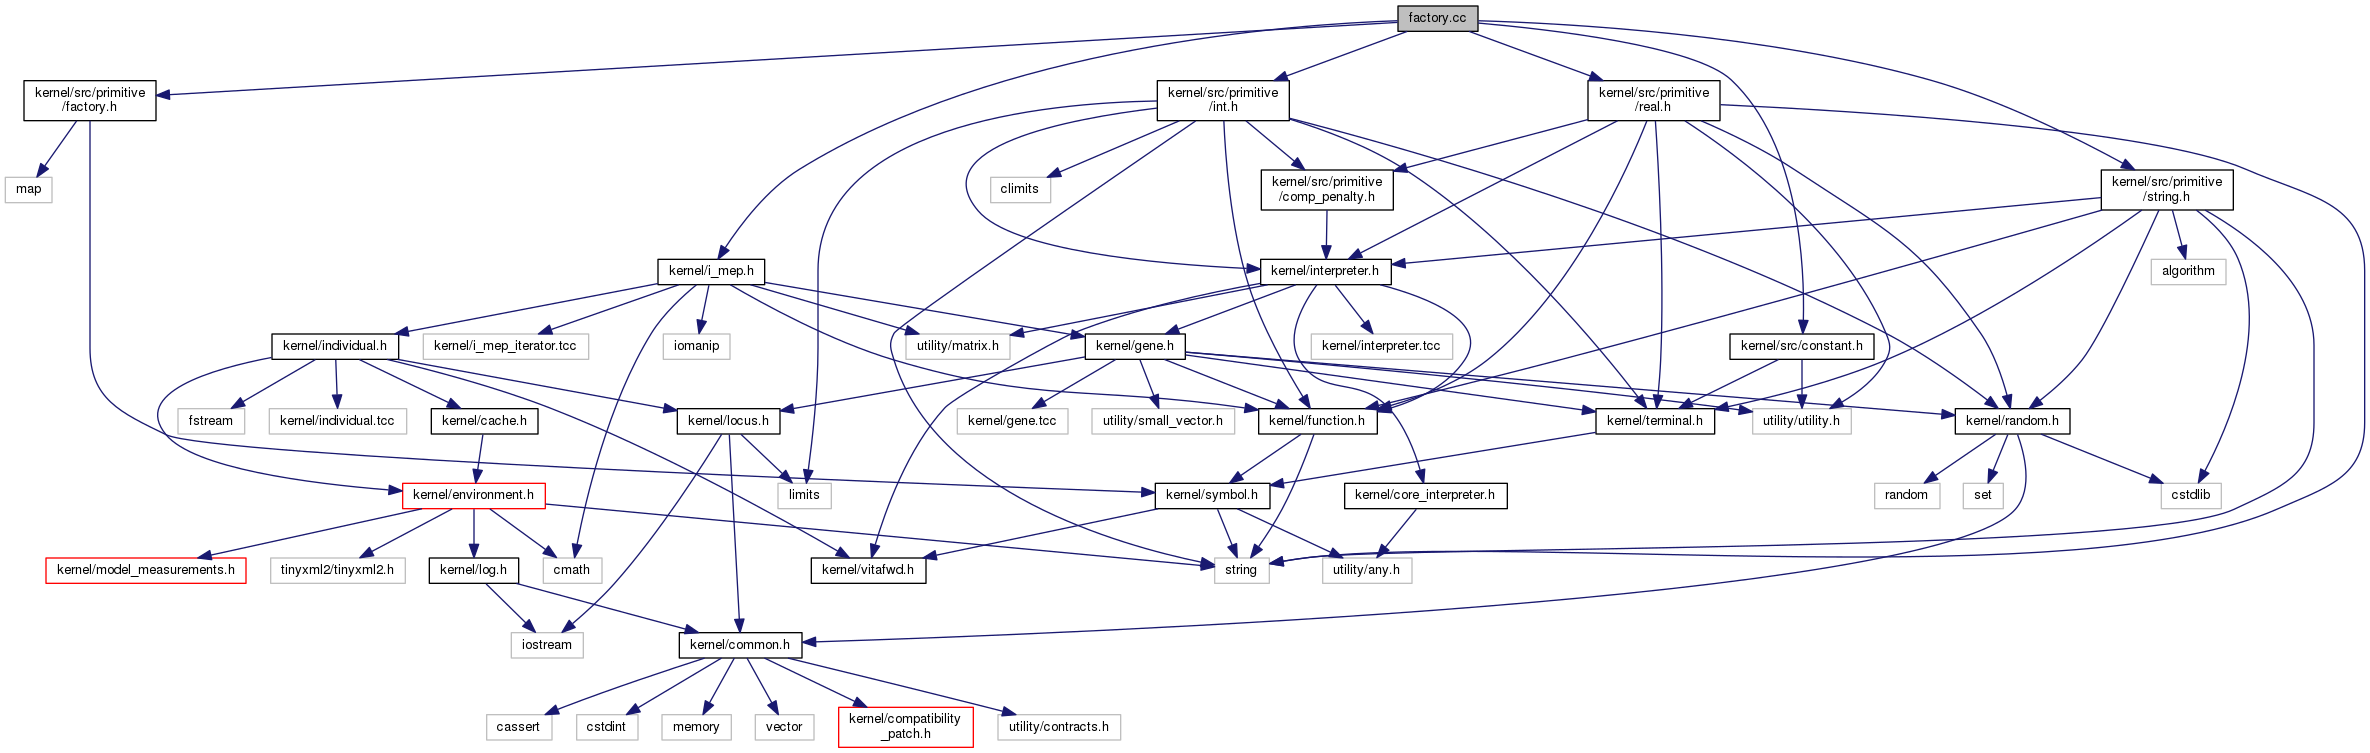 factory.cc
kernel/src/primitive
/factory.h
kernel/src/primitive
/int.h
kernel/src/primitive
/real.h
map
climits
kernel/src/primitive
/comp_penalty.h
kernel/src/primitive
/string.h
kernel/i_mep.h
kernel/interpreter.h
algorithm
kernel/individual.h
kernel/i_mep_iterator.tcc
iomanip
utility/matrix.h
kernel/gene.h
kernel/interpreter.tcc
kernel/src/constant.h
fstream
kernel/individual.tcc
kernel/cache.h
kernel/locus.h
kernel/gene.tcc
utility/small_vector.h
kernel/function.h
kernel/terminal.h
utility/utility.h
kernel/random.h
kernel/environment.h
limits
kernel/symbol.h
kernel/core_interpreter.h
random
set
cstdlib
kernel/model_measurements.h
tinyxml2/tinyxml2.h
kernel/log.h
cmath
kernel/vitafwd.h
string
utility/any.h
iostream
kernel/common.h
cassert
cstdint
memory
vector
kernel/compatibility
_patch.h
utility/contracts.h